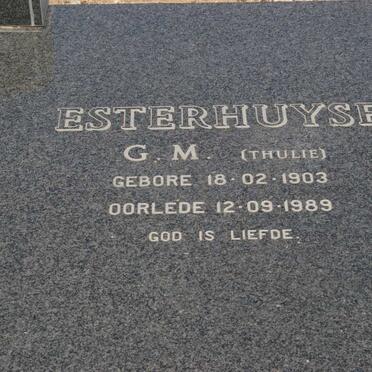 ESTERHUYSE
G. M. (THULIE)
GEBORE 18·02·1903
OORLEDE 12·09·1989
GOD IS LIEFDE.